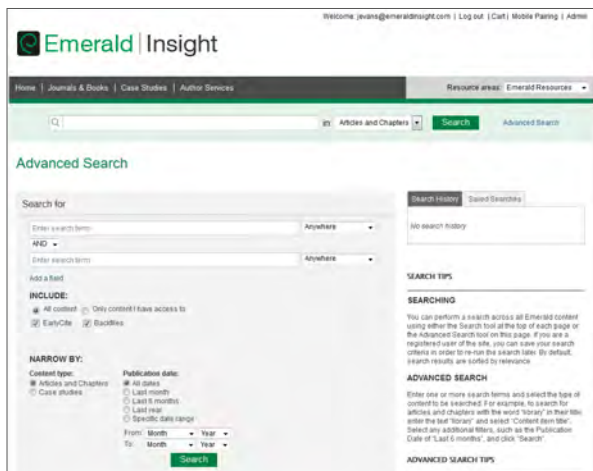 Welcome jevans@emeraldinsight.com | Log out | Cart | Mobile Pairing | Admin
Emerald | Insight
Home | Journals & Books | Case Studies | Author Services
Resource areas: Emerald Resources
in Articles and Chapters Search Advanced Search
Advanced Search
Search for
Enter search term Anywhere
AND
Enter search term Anywhere
Add a field
INCLUDE:
All content Only content I have access to
EarlyCite Backfiles
NARROW BY:
Content type:
Articles and Chapters
Case studies
Publication date:
All dates
Last month
Last 6 months
Last year
Specific date range
From: Month Year
To: Month Year
Search
Search History Saved Searches
No search history
SEARCH TIPS
SEARCHING
You can perform a search across all Emerald content
using either the Search tool at the top of each page or
the Advanced Search tool on this page. If you are a
registered user of the site, you can save your search
criteria in order to re-run the search later. By default,
search results are sorted by relevance.
ADVANCED SEARCH
Enter one or more search terms and select the type of
content to be searched. For example, to search for
articles and chapters with the word "library" in their title,
enter the text "library" and select "Content item title".
Select any additional filters, such as the Publication
Date of "Last 6 months", and click "Search".
ADVANCED SEARCH TIPS